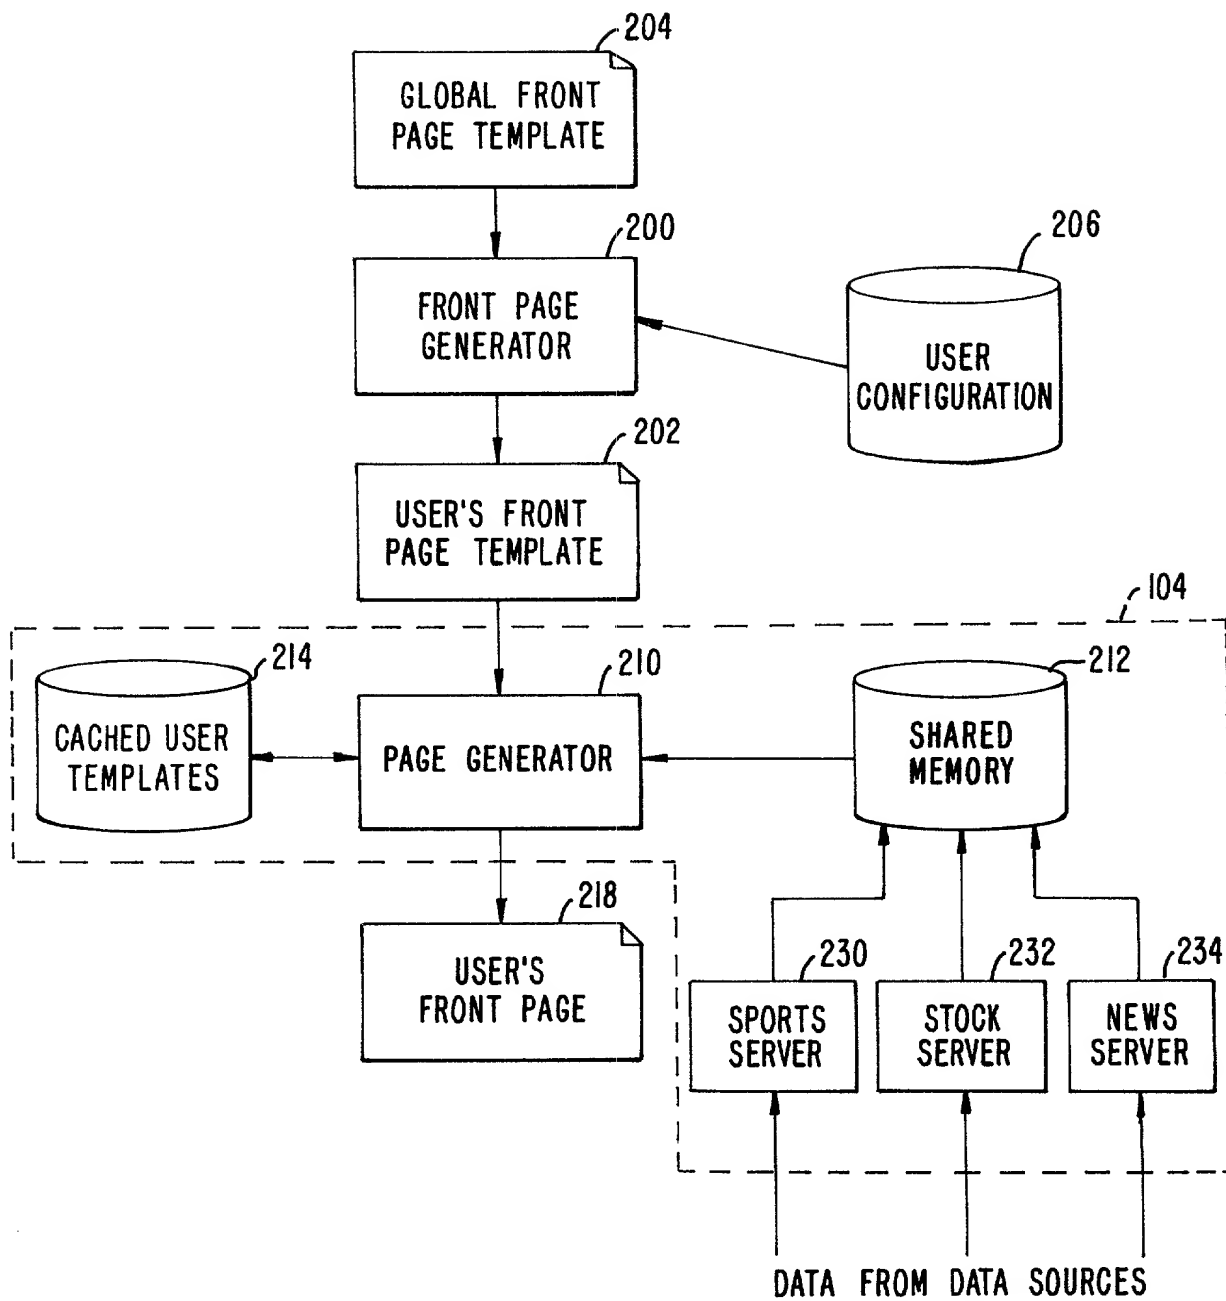 204
GLOBAL FRONT
PAGE TEMPLATE
200
FRONT PAGE
GENERATOR
206
USER
CONFIGURATION
202
USER'S FRONT
PAGE TEMPLATE
104
214
CACHED USER
TEMPLATES
210
PAGE GENERATOR
212
SHARED
MEMORY
218
USER'S
FRONT PAGE
230
SPORTS
SERVER
232
STOCK
SERVER
234
NEWS
SERVER
DATA FROM DATA SOURCES